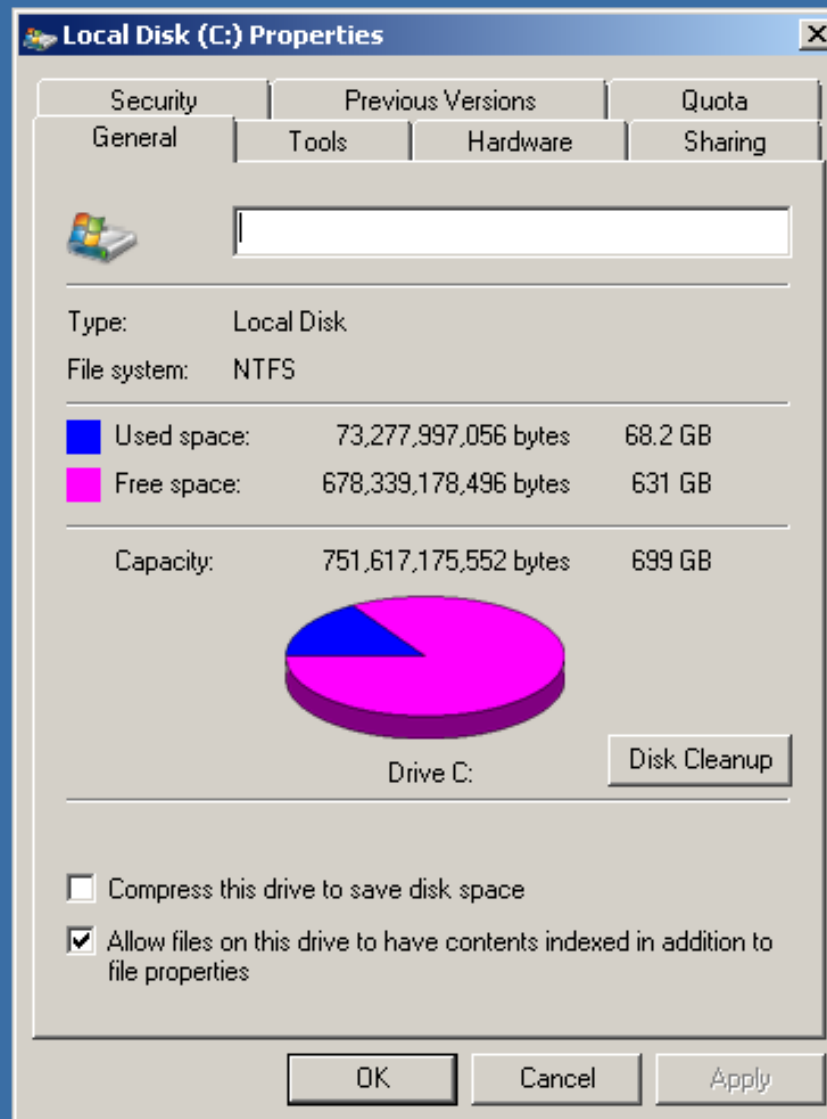 Local Disk (C:) Properties
Security Previous Versions Quota
General Tools Hardware Sharing
Type: Local Disk
File system: NTFS
Used space: 73,277,997,056 bytes 68.2 GB
Free space: 678,339,178,496 bytes 631 GB
Capacity: 751,617,175,552 bytes 699 GB
Drive C:
Disk Cleanup
Compress this drive to save disk space
Allow files on this drive to have contents indexed in addition to
file properties
OK Cancel Apply